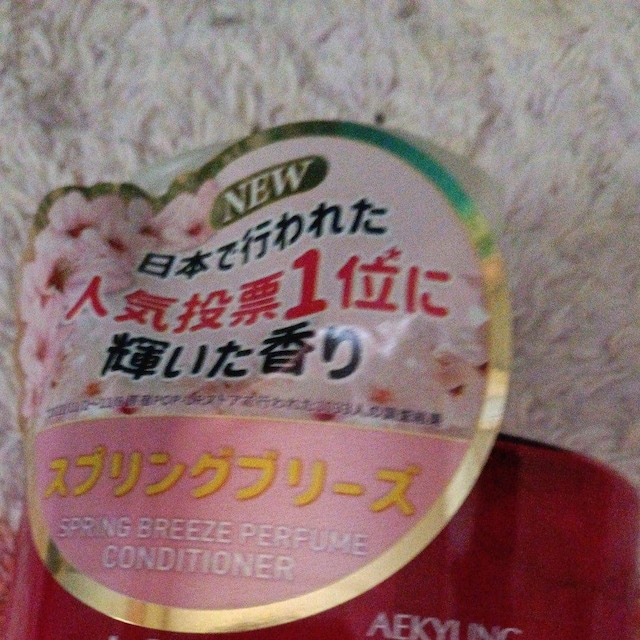 NEW
日本で行われた
人気投票1位に
輝いた香り
スプリングブリーズ
SPRING BREEZE PERFUME
CONDITIONER
AEKYUNG